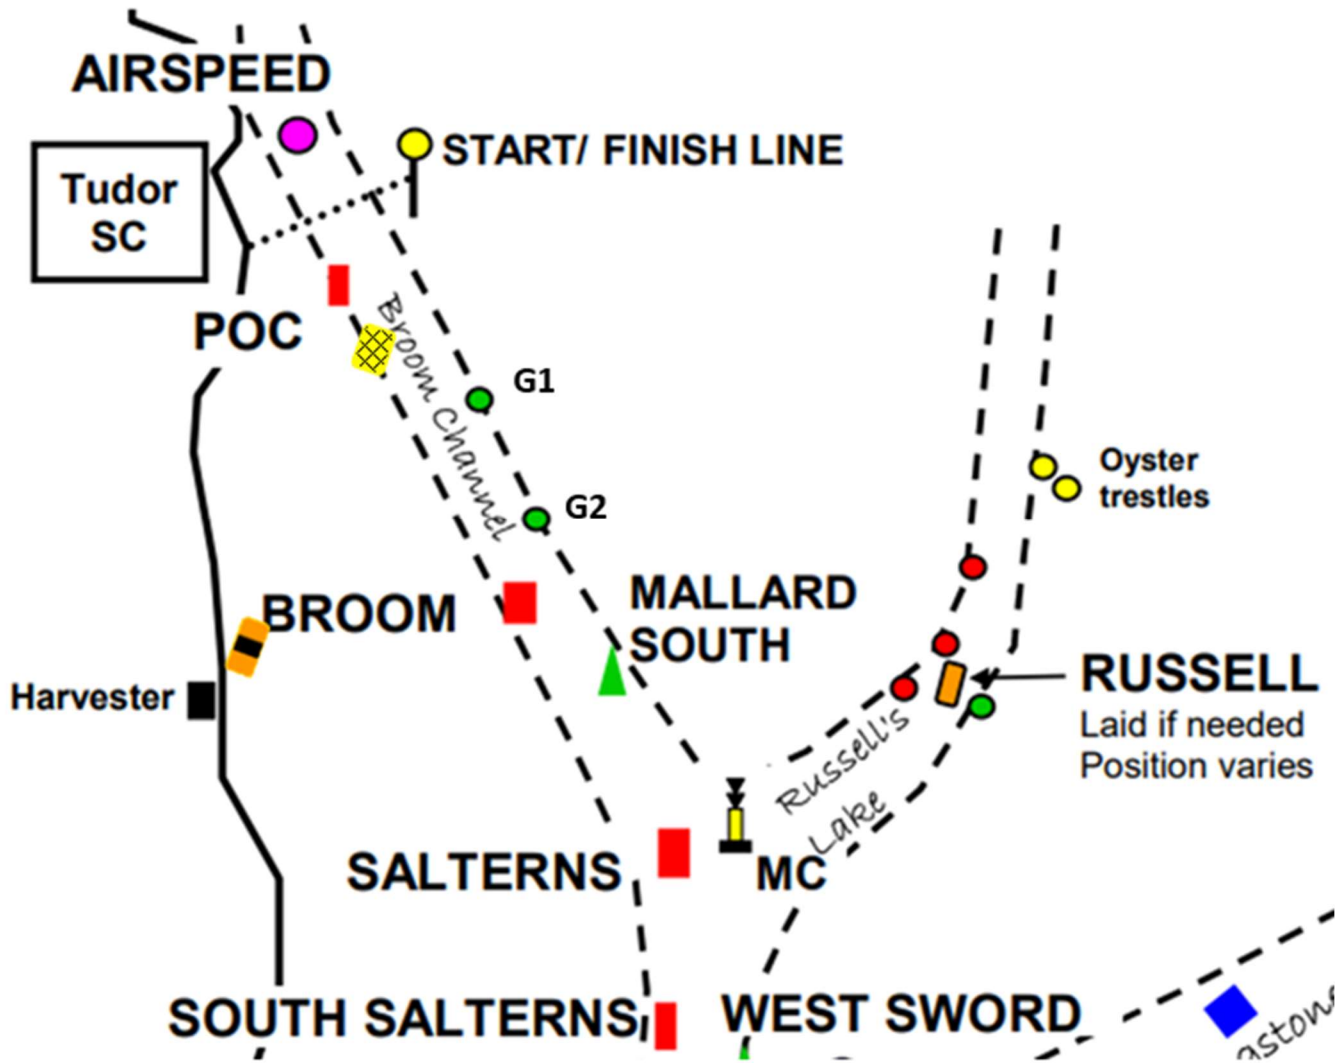 AIRSPEED
START/ FINISH LINE
Tudor
SC
POC
Broom Channel
G1
G2
Oyster
trestles
MALLARD
SOUTH
BROOM
Harvester
RUSSELL
Laid if needed
Position varies
Russell's
Lake
SALTERNS
MC
SOUTH SALTERNS
WEST SWORD